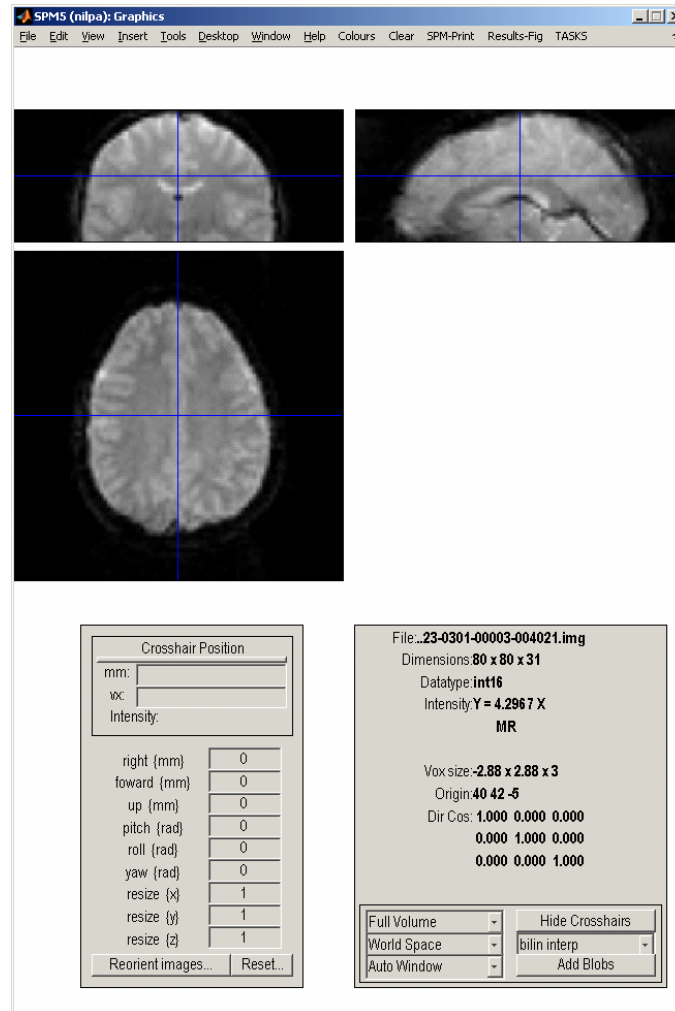 SPM5 (nilpa): Graphics
File Edit View Insert Tools Desktop Window Help Colours Clear SPM-Print Results-Fig TASKS
Crosshair Position
mm:
vx:
Intensity:
right {mm} 0
foward {mm} 0
up {mm} 0
pitch {rad} 0
roll {rad} 0
yaw {rad} 0
resize {x} 1
resize {y} 1
resize {z} 1
Reorient images... Reset...
File:..23-0301-00003-004021.img
Dimensions:80 x 80 x 31
Datatype:int16
Intensity:Y = 4.2967 X
MR
Vox size:-2.88 x 2.88 x 3
Origin:40 42 -5
Dir Cos: 1.000 0.000 0.000
0.000 1.000 0.000
0.000 0.000 1.000
Full Volume Hide Crosshairs
World Space bilin interp
Auto Window Add Blobs